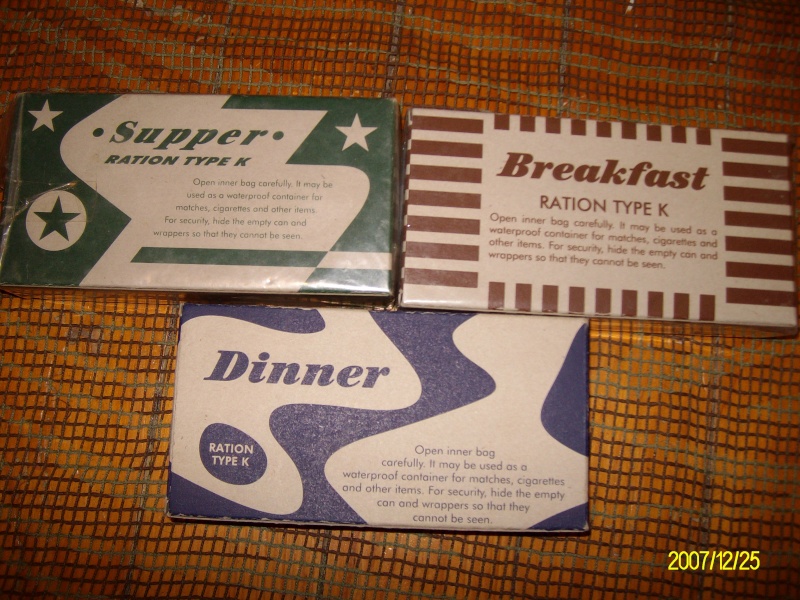 Supper
RATION TYPE K
Open inner bag carefully. It may be
used as a waterproof container for
matches, cigarettes and other items.
For security, hide the empty can and
wrappers so that they cannot be seen.
Breakfast
RATION TYPE K
Open inner bag carefully. It may be used as a
waterproof container for matches, cigarettes and
other items. For security, hide the empty can and
wrappers so that they cannot be seen.
Dinner
RATION
TYPE K
Open inner bag
carefully. It may be used as a
waterproof container for matches, cigarettes
and other items. For security, hide the empty
can and wrappers so that they
cannot be seen.
2007/12/25